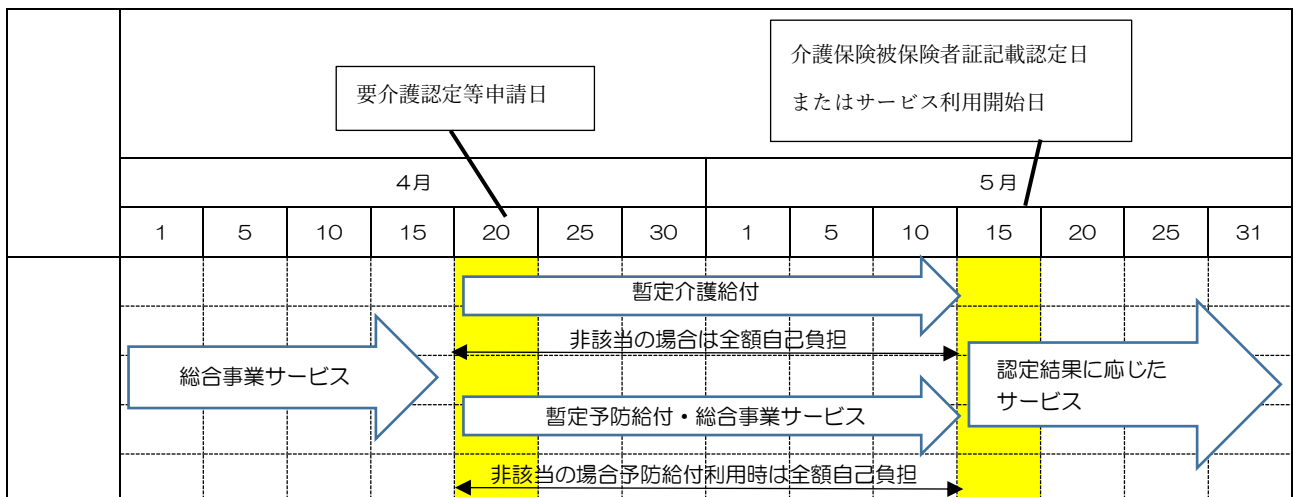 介護保険被保険者証記載認定日
またはサービス利用開始日
要介護認定等申請日
4月 5月
1 5 10 15 20 25 30 1 5 10 15 20 25 31
暫定介護給付
非該当の場合は全額自己負担
総合事業サービス
認定結果に応じた
サービス
暫定予防給付・総合事業サービス
非該当の場合予防給付利用時は全額自己負担